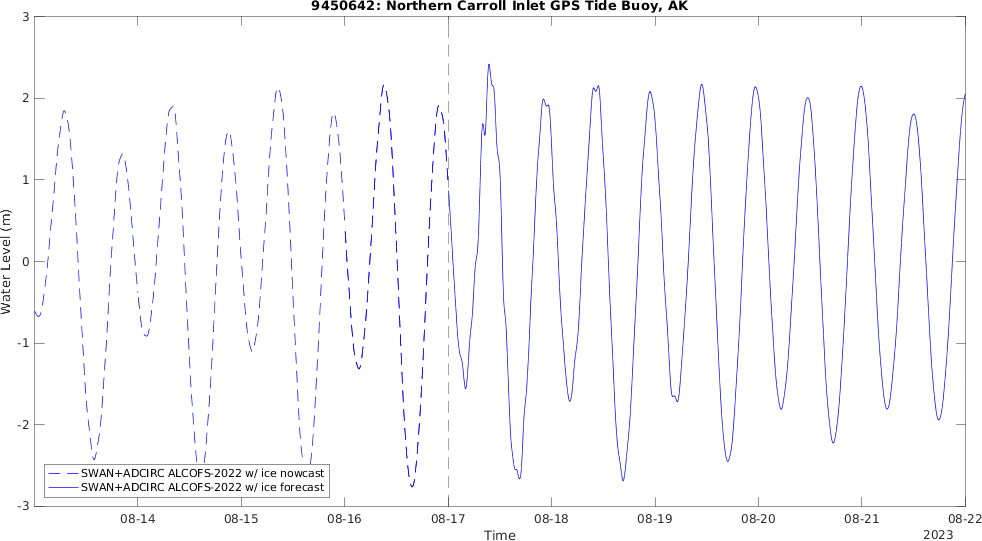 9450642: Northern Carroll Inlet GPS Tide Buoy, AK
3
2
1
0
-1
-2
-3
Water Level (m)
SWAN+ADCIRC ALCOFS-2022 w/ ice nowcast
SWAN+ADCIRC ALCOFS-2022 w/ ice forecast
08-14 08-15 08-16 08-17 08-18 08-19 08-20 08-21 08-22
Time
2023